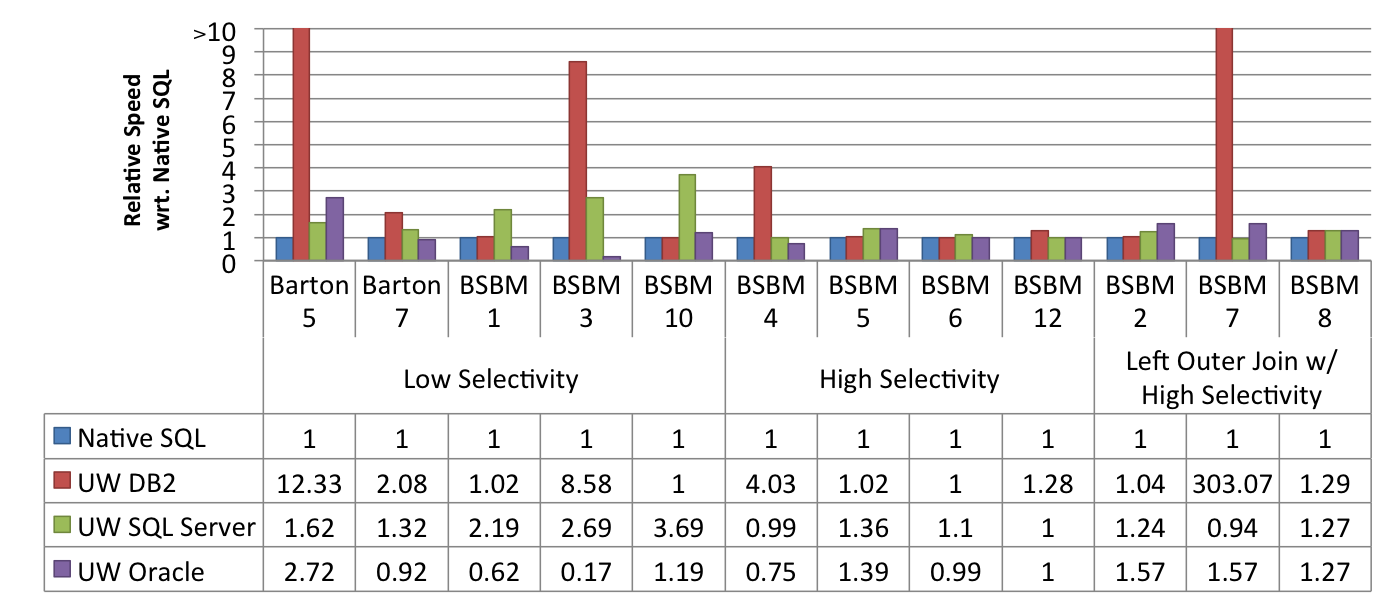 Relative Speed
wrt. Native SQL
>10
9
8
7
6
5
4
3
2
1
0
Barton 5 Barton 7 BSBM 1 BSBM 3 BSBM 10 BSBM 4 BSBM 5 BSBM 6 BSBM 12 BSBM 2 BSBM 7 BSBM 8
Low Selectivity High Selectivity Left Outer Join w/ High Selectivity
Native SQL 1 1 1 1 1 1 1 1 1 1 1 1
UW DB2 12.33 2.08 1.02 8.58 1 4.03 1.02 1 1.28 1.04 303.07 1.29
UW SQL Server 1.62 1.32 2.19 2.69 3.69 0.99 1.36 1.1 1 1.24 0.94 1.27
UW Oracle 2.72 0.92 0.62 0.17 1.19 0.75 1.39 0.99 1 1.57 1.57 1.27